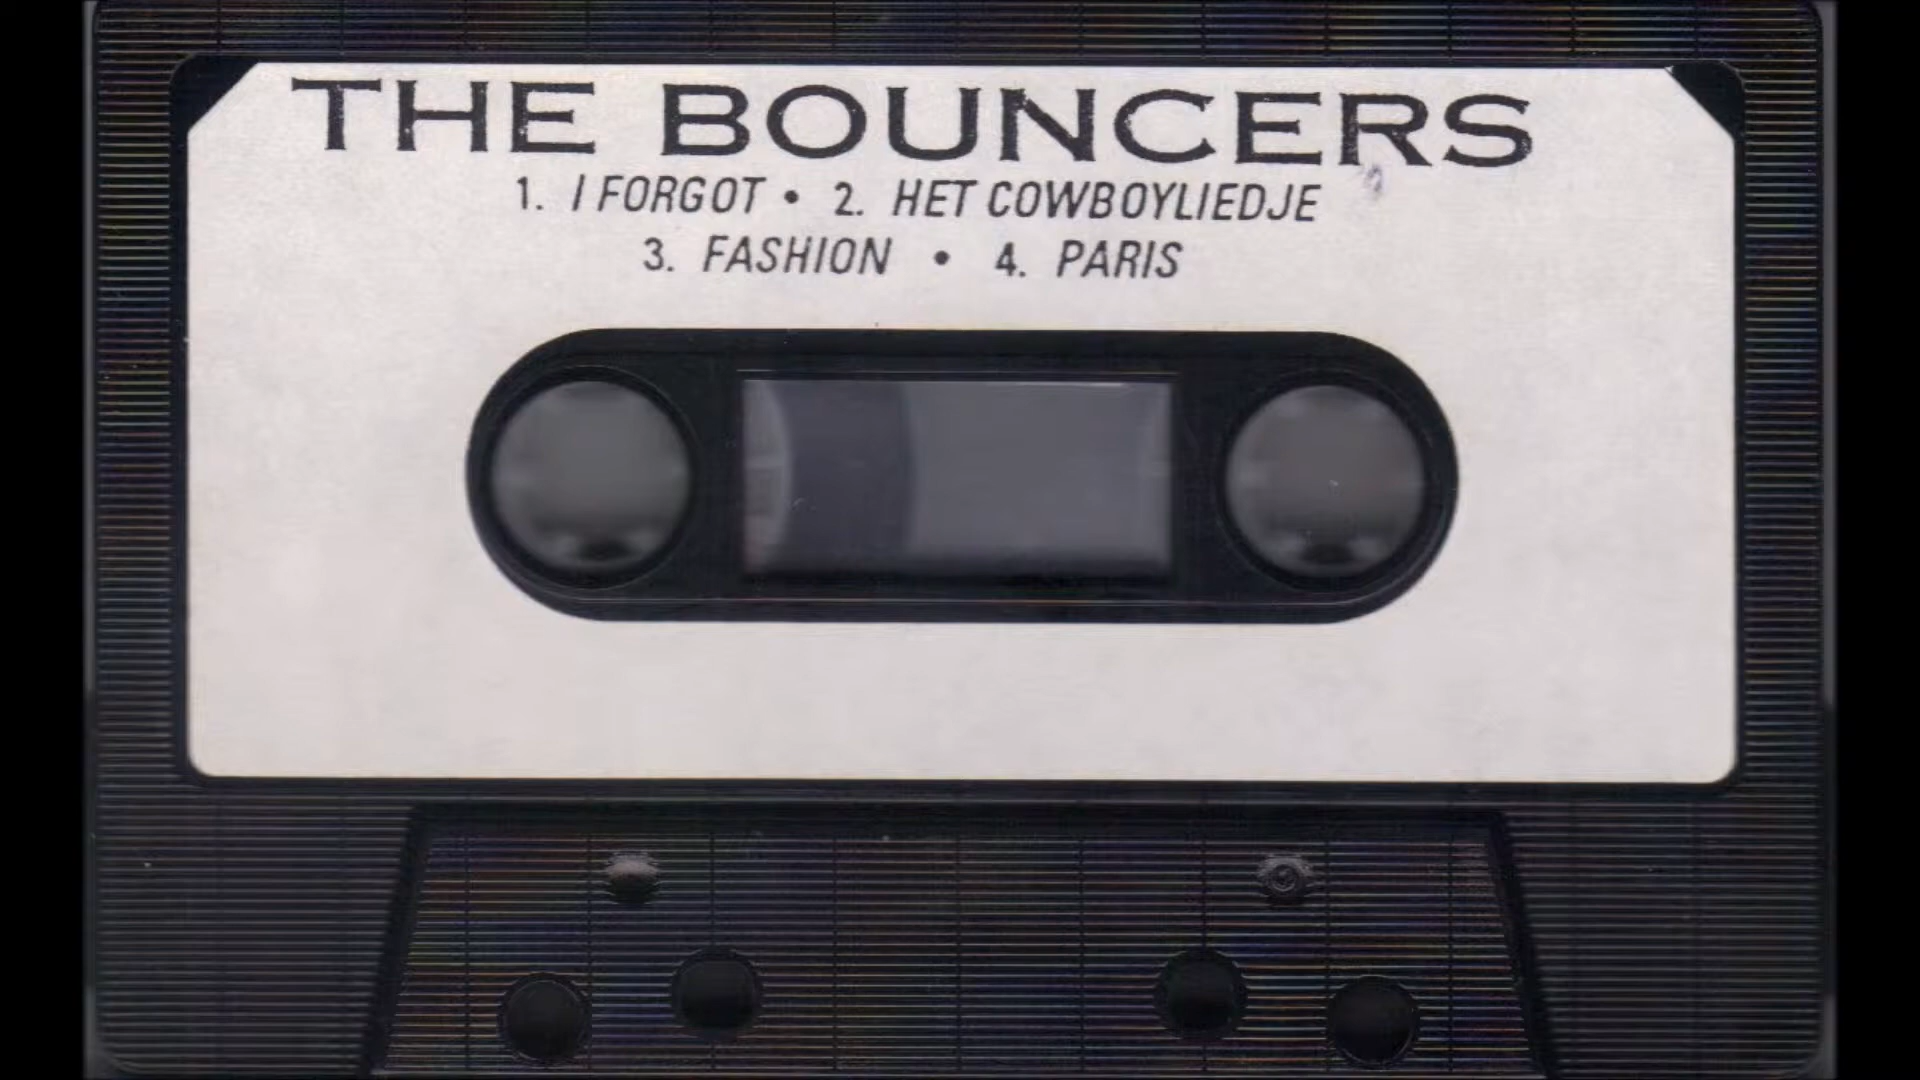 THE BOUNCERS
1. I FORGOT • 2. HET COWBOYLIEDJE
3. FASHION • 4. PARIS